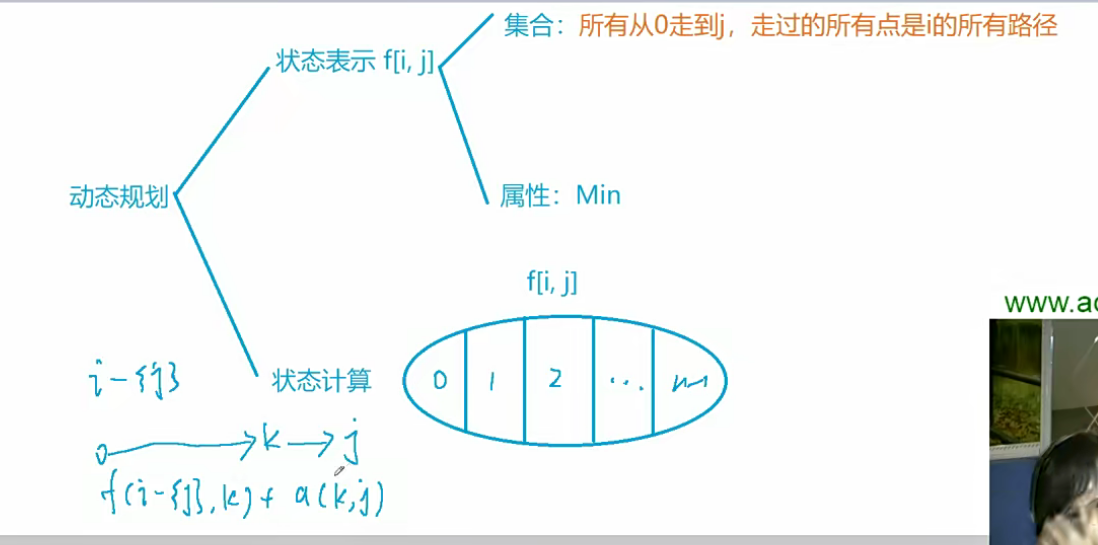 集合：所有从0走到j，走过的所有点是i的所有路径
状态表示 f[i, j]
动态规划
属性：Min
f[i, j]
www.ac
i-{j}
状态计算
0 1 2 ...
0 k j
f(i-{j}, k) + a(k,j)